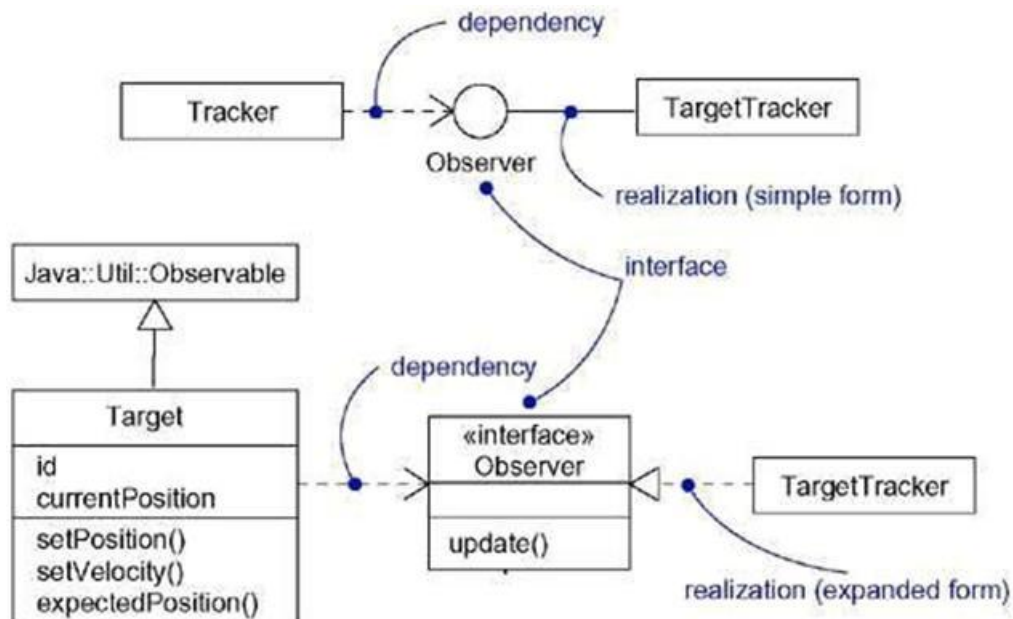 dependency
Tracker
TargetTracker
Observer
realization (simple form)
interface
Java::Util::Observable
dependency
Target
id
currentPosition
setPosition()
setVelocity()
expectedPosition()
«interface»
Observer
update()
TargetTracker
realization (expanded form)